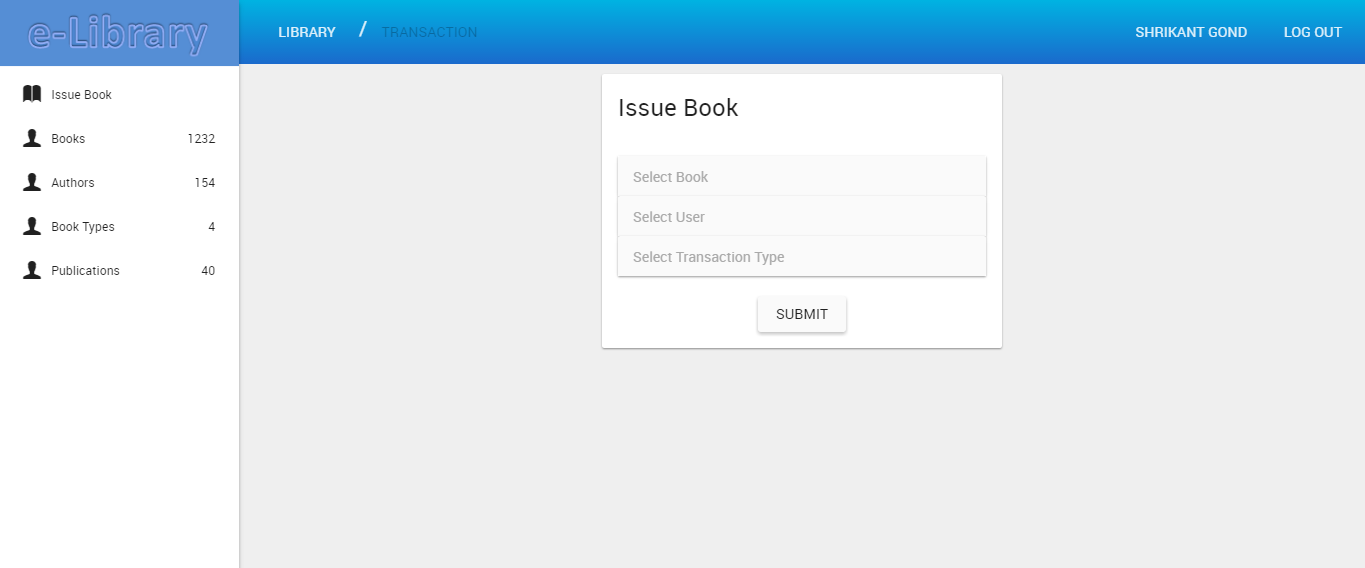 e-Library
LIBRARY / TRANSACTION
SHRIKANT GOND
LOG OUT
Issue Book
Books 1232
Authors 154
Book Types 4
Publications 40
Issue Book
Select Book
Select User
Select Transaction Type
SUBMIT